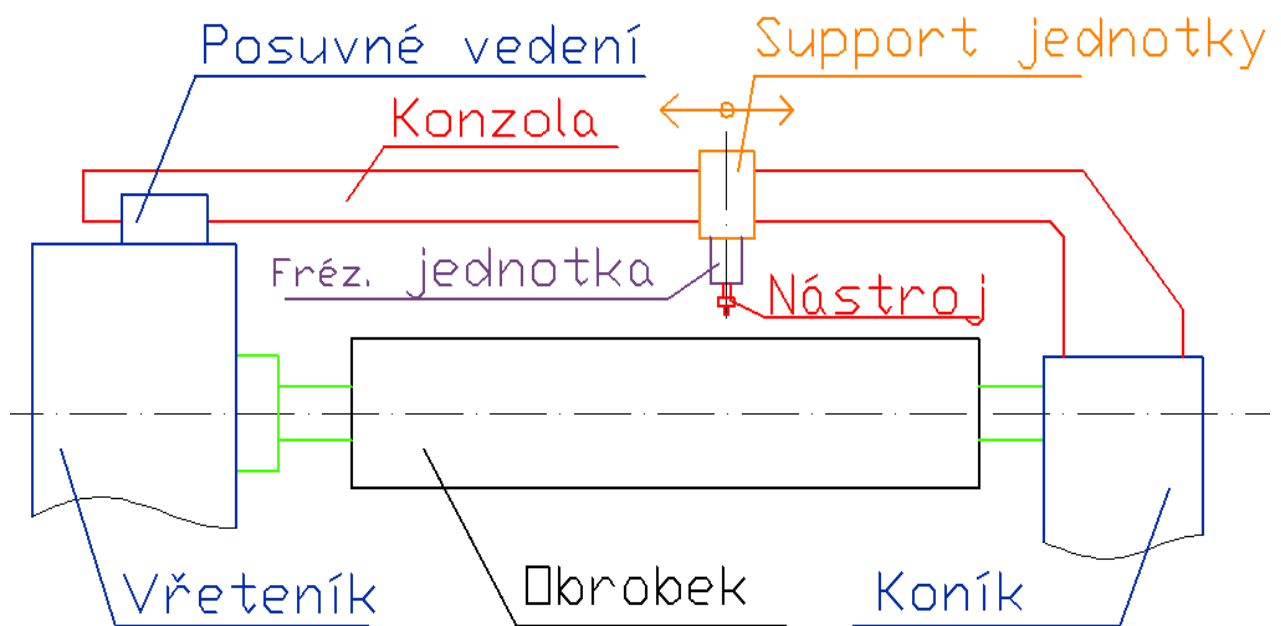 Posuvné vedení
Support jednotky
Konzola
Fréz. jednotka
Nástroj
Vřeteník
Obrobek
Koník